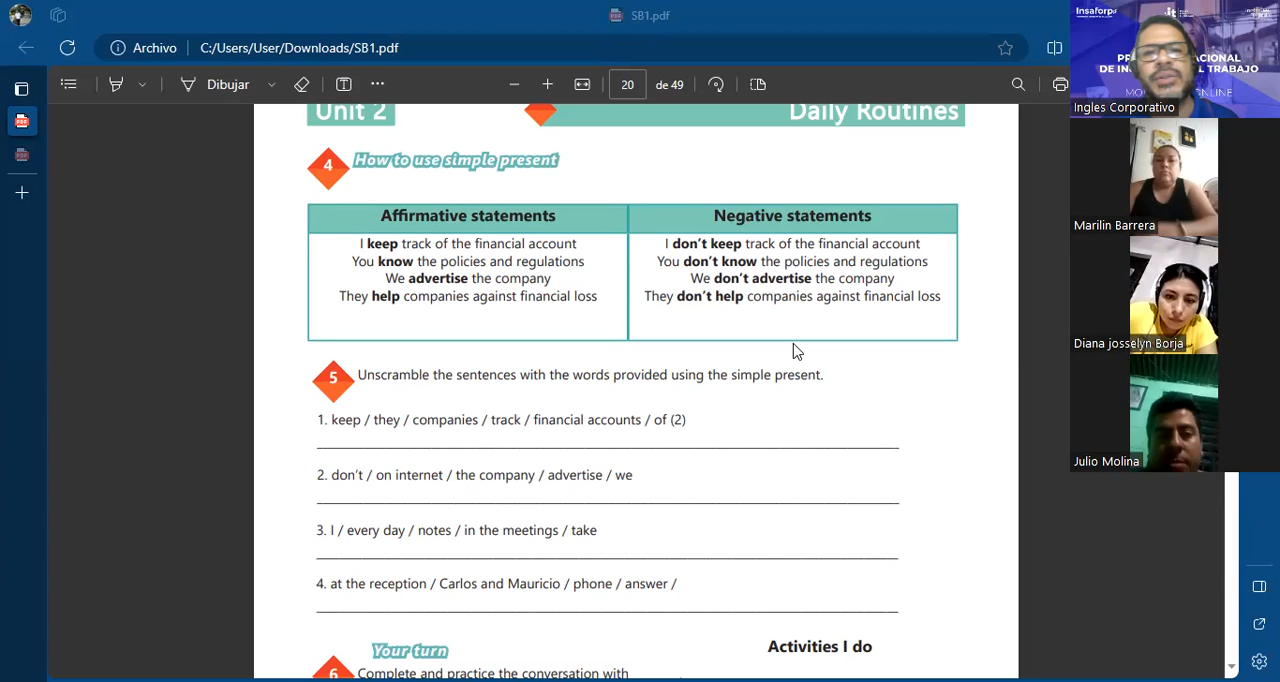 SB1.pdf
Archivo
C:/Users/User/Downloads/SB1.pdf
Dibujar
20
de 49
Insaforp
DE IN
L TRABAJO
Ingles Corporativo
Marilin Barrera
Diana josselyn Borja
Julio Molina
Unit 2
Daily Routines
4
How to use simple present
Affirmative statements
Negative statements
I keep track of the financial account
You know the policies and regulations
We advertise the company
They help companies against financial loss
I don't keep track of the financial account
You don't know the policies and regulations
We don't advertise the company
They don't help companies against financial loss
5
Unscramble the sentences with the words provided using the simple present.
1. keep / they / companies / track / financial accounts / of (2)
2. don't / on internet / the company / advertise / we
3. I / every day / notes / in the meetings / take
4. at the reception / Carlos and Mauricio / phone / answer /
6
Your turn
Activities I do
Complete and practice the conversation with